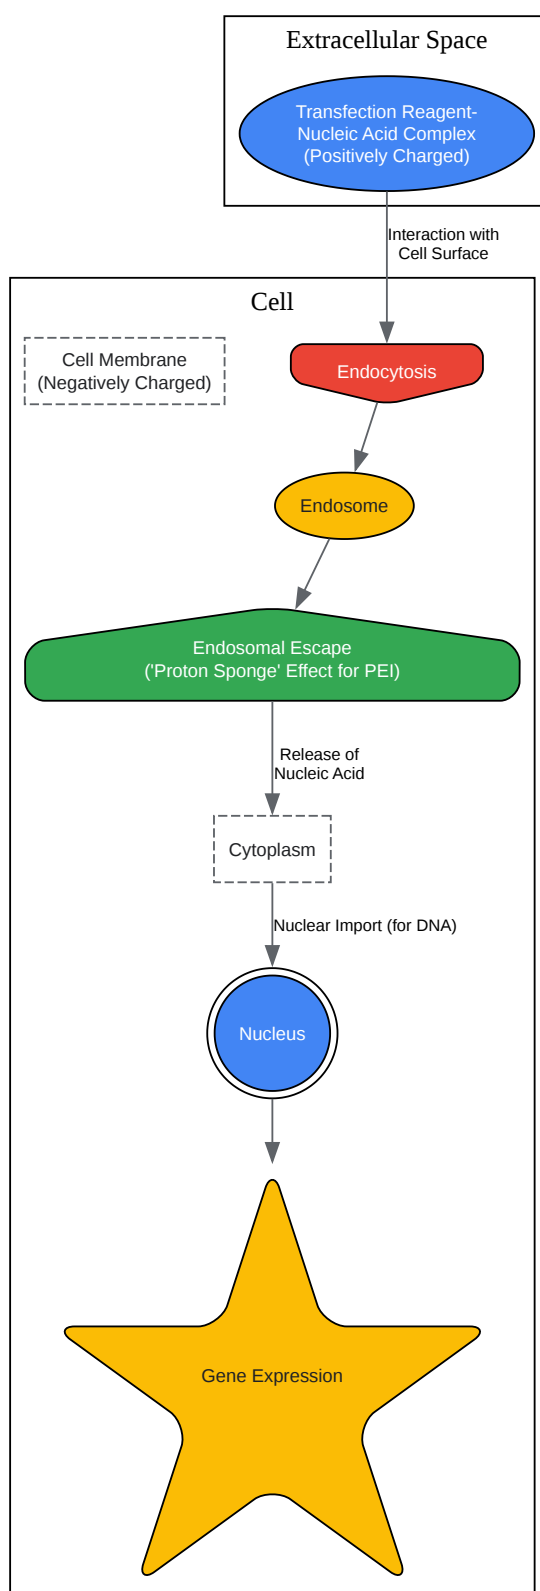 Extracellular Space
Transfection Reagent-
Nucleic Acid Complex
(Positively Charged)
Interaction with
Cell Surface
Cell
Cell Membrane
(Negatively Charged)
Endocytosis
Endosome
Endosomal Escape
('Proton Sponge' Effect for PEI)
Release of
Nucleic Acid
Cytoplasm
Nuclear Import (for DNA)
Nucleus
Gene Expression